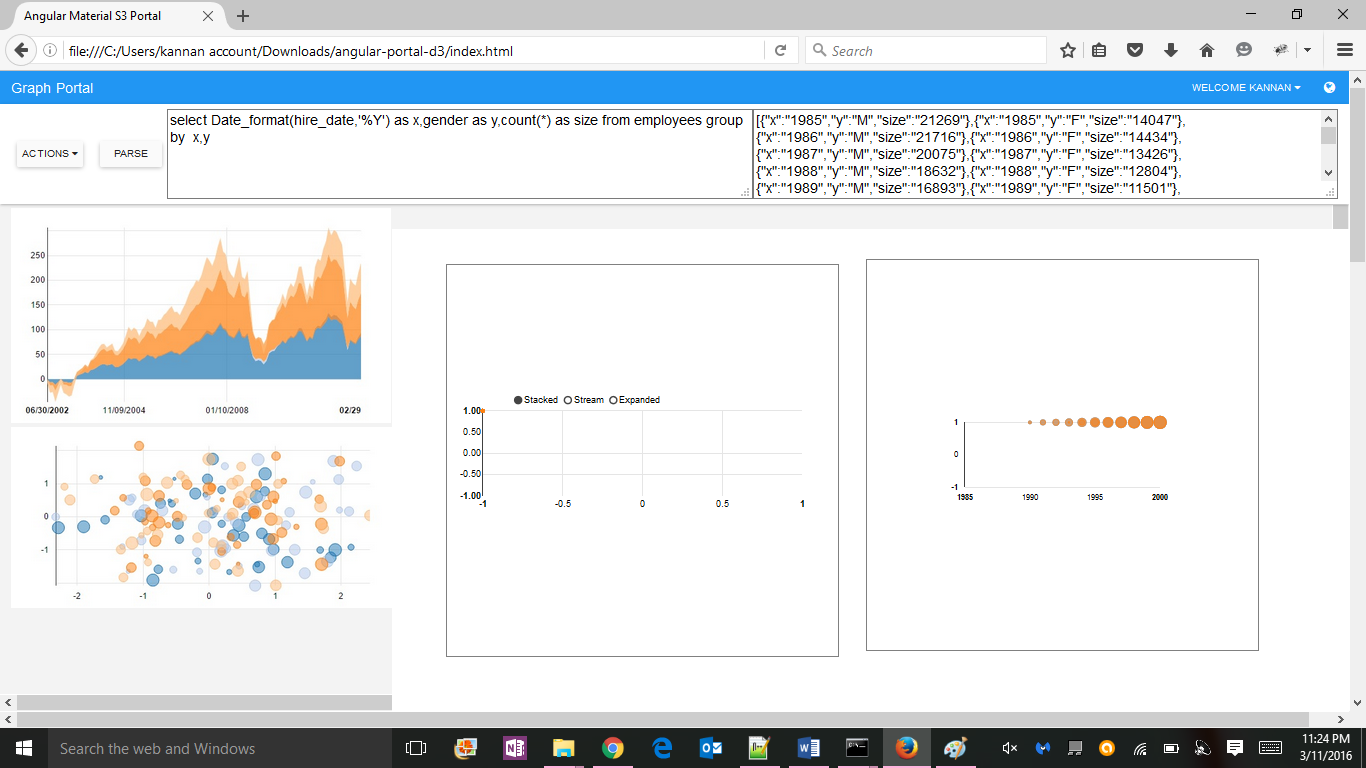 Angular Material S3 Portal
file:///C:/Users/kannan account/Downloads/angular-portal-d3/index.html
Search
Graph Portal
WELCOME KANNAN
ACTIONS
PARSE
select Date_format(hire_date,'%Y') as x,gender as y,count(*) as size from employees group
by  x,y
[{"x":"1985","y":"M","size":"21269"},{"x":"1985","y":"F","size":"14047"},
{"x":"1986","y":"M","size":"21716"},{"x":"1986","y":"F","size":"14434"},
{"x":"1987","y":"M","size":"20075"},{"x":"1987","y":"F","size":"13426"},
{"x":"1988","y":"M","size":"18632"},{"x":"1988","y":"F","size":"12804"},
{"x":"1989","y":"M","size":"16893"},{"x":"1989","y":"F","size":"11501"},
250
200
150
100
50
0
06/30/2002 11/09/2004 01/10/2008 02/29
1
0
-1
-2 -1 0 1 2
Stacked Stream Expanded
1.00
0.50
0.00
-0.50
-1.00
-1 -0.5 0 0.5 1
1
0
-1
1985 1990 1995 2000
Search the web and Windows
11:24 PM
3/11/2016